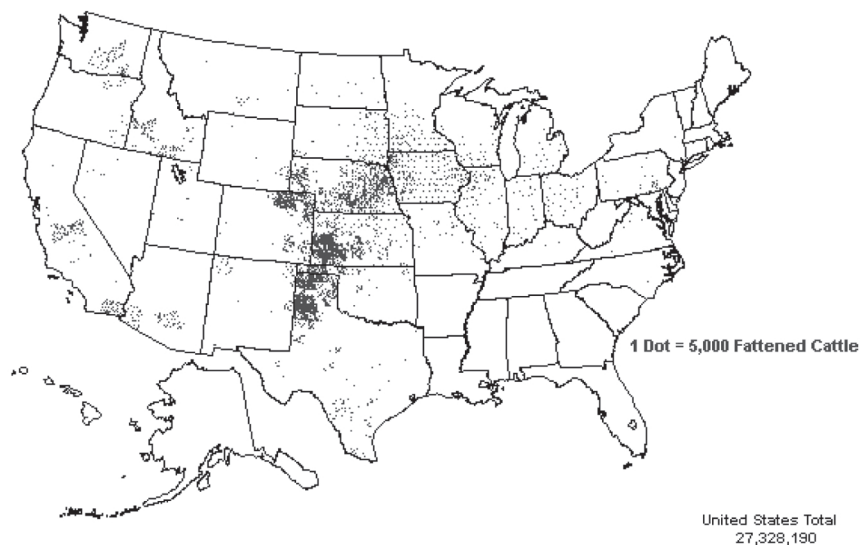 1 Dot = 5,000 Fattened Cattle
United States Total
27,328,190